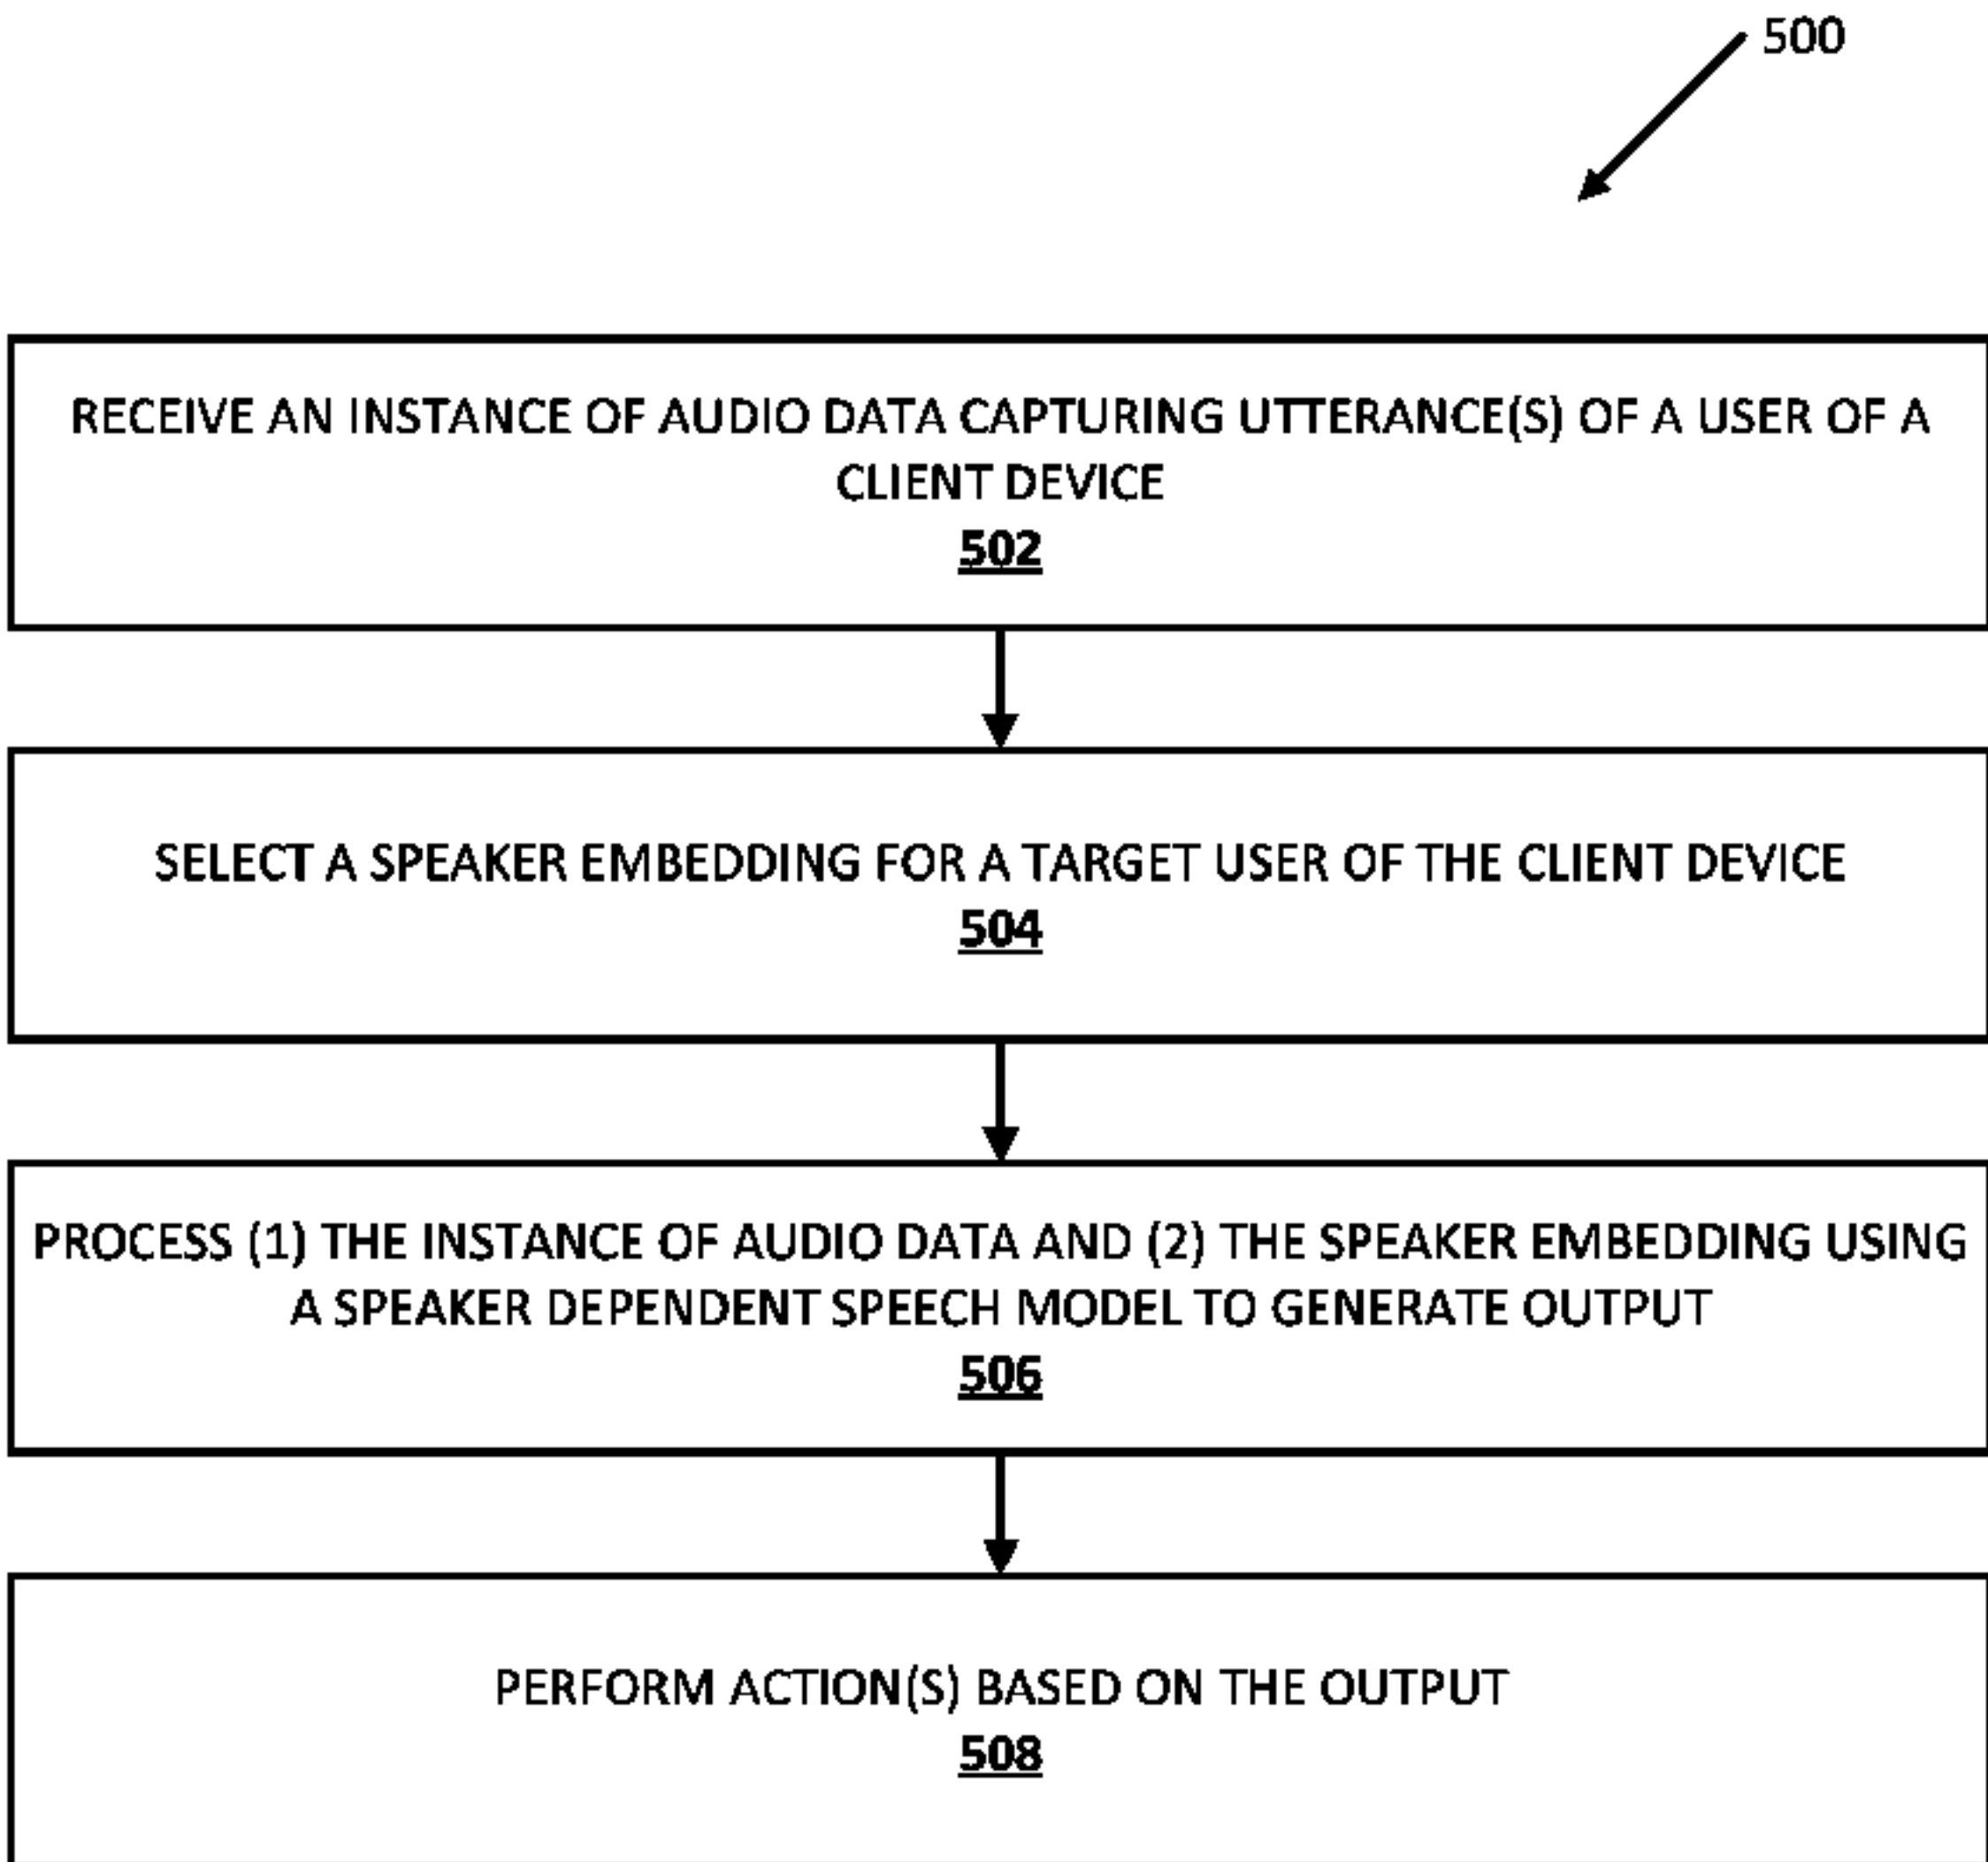 500
RECEIVE AN INSTANCE OF AUDIO DATA CAPTURING UTTERANCE(S) OF A USER OF A
CLIENT DEVICE
502
SELECT A SPEAKER EMBEDDING FOR A TARGET USER OF THE CLIENT DEVICE
504
PROCESS (1) THE INSTANCE OF AUDIO DATA AND (2) THE SPEAKER EMBEDDING USING
A SPEAKER DEPENDENT SPEECH MODEL TO GENERATE OUTPUT
506
PERFORM ACTION(S) BASED ON THE OUTPUT
508